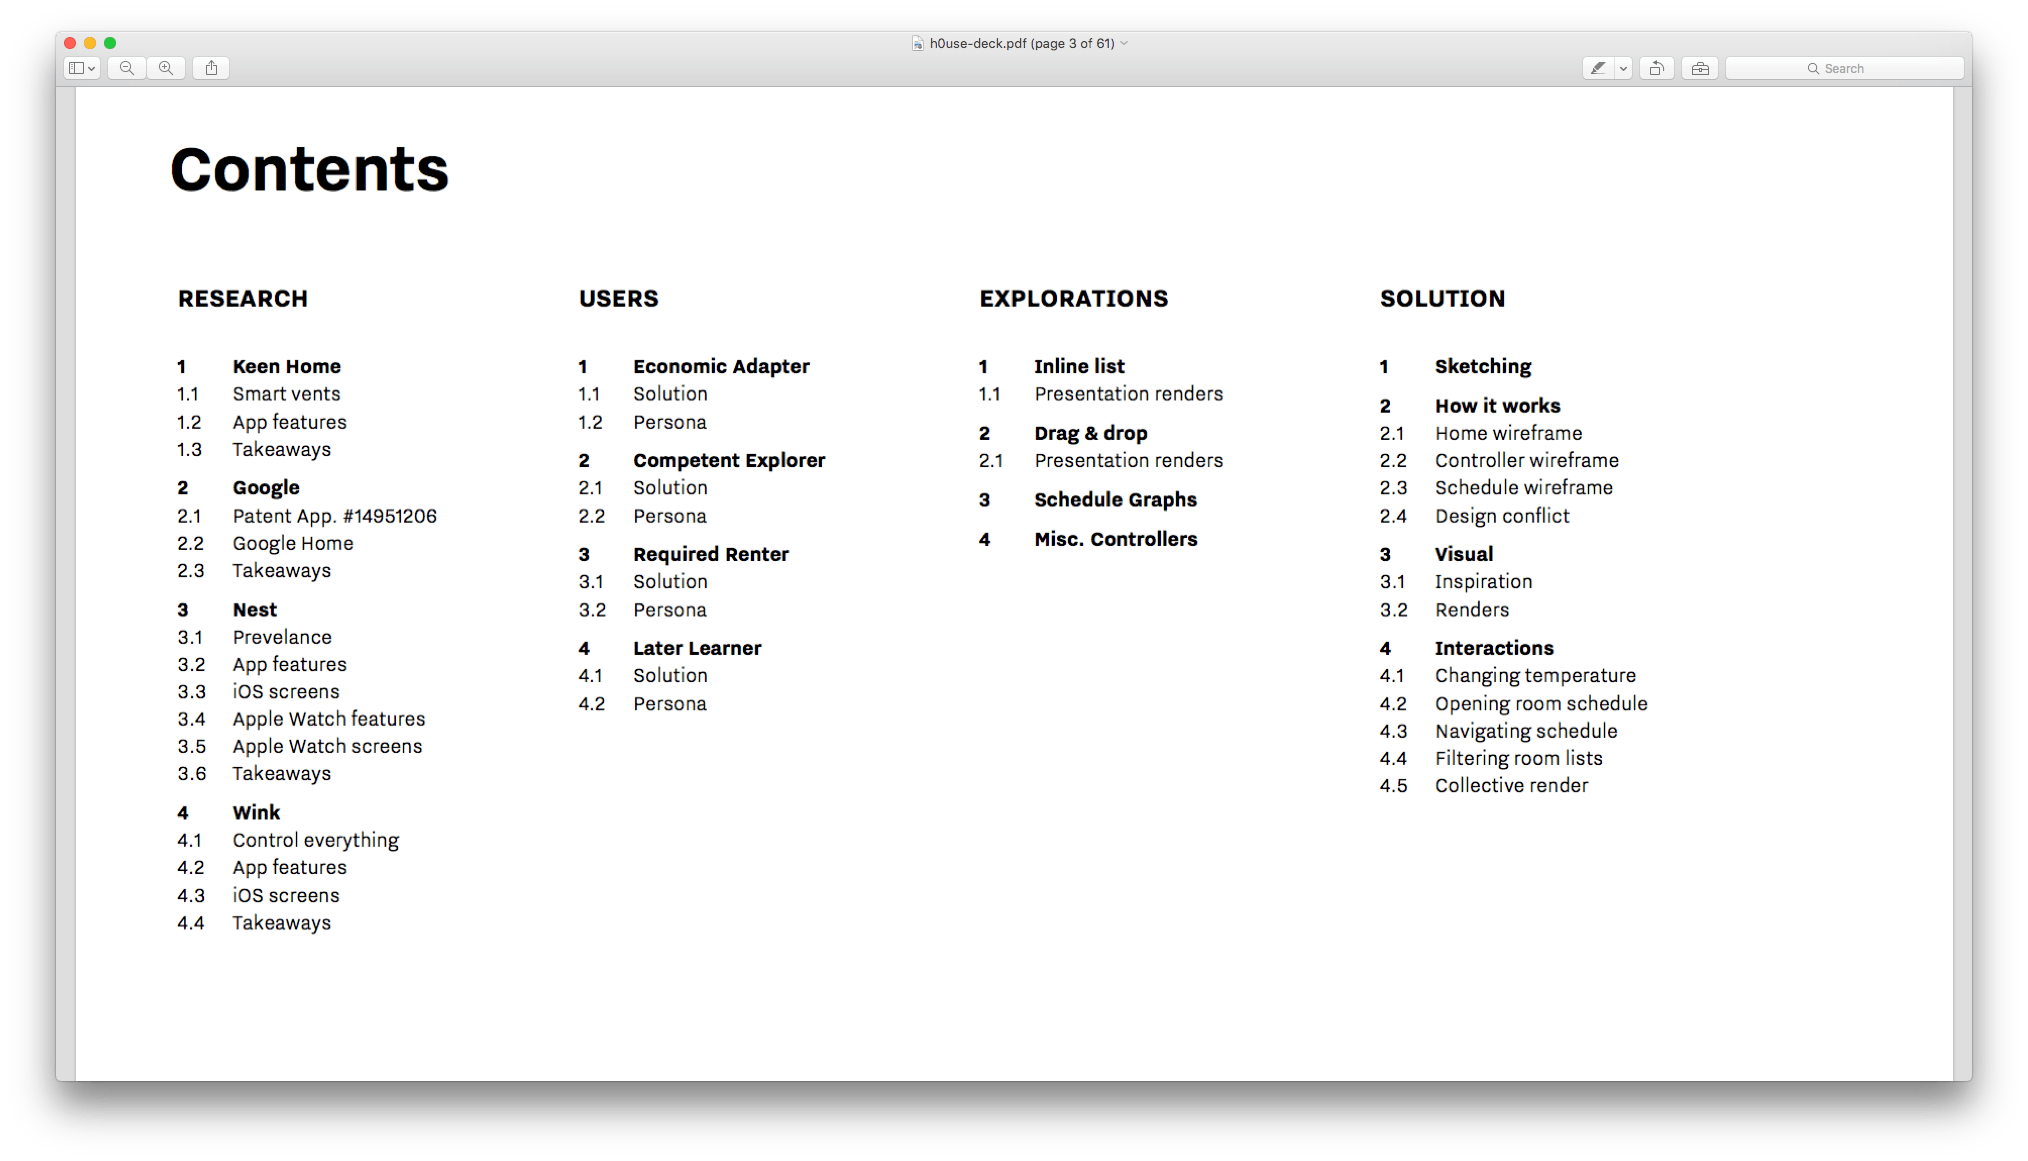 h0use-deck.pdf (page 3 of 61)
Search
Contents
RESEARCH
1 Keen Home
1.1 Smart vents
1.2 App features
1.3 Takeaways
2 Google
2.1 Patent App. #14951206
2.2 Google Home
2.3 Takeaways
3 Nest
3.1 Prevelance
3.2 App features
3.3 iOS screens
3.4 Apple Watch features
3.5 Apple Watch screens
3.6 Takeaways
4 Wink
4.1 Control everything
4.2 App features
4.3 iOS screens
4.4 Takeaways
USERS
1 Economic Adapter
1.1 Solution
1.2 Persona
2 Competent Explorer
2.1 Solution
2.2 Persona
3 Required Renter
3.1 Solution
3.2 Persona
4 Later Learner
4.1 Solution
4.2 Persona
EXPLORATIONS
1 Inline list
1.1 Presentation renders
2 Drag & drop
2.1 Presentation renders
3 Schedule Graphs
4 Misc. Controllers
SOLUTION
1 Sketching
2 How it works
2.1 Home wireframe
2.2 Controller wireframe
2.3 Schedule wireframe
2.4 Design conflict
3 Visual
3.1 Inspiration
3.2 Renders
4 Interactions
4.1 Changing temperature
4.2 Opening room schedule
4.3 Navigating schedule
4.4 Filtering room lists
4.5 Collective render